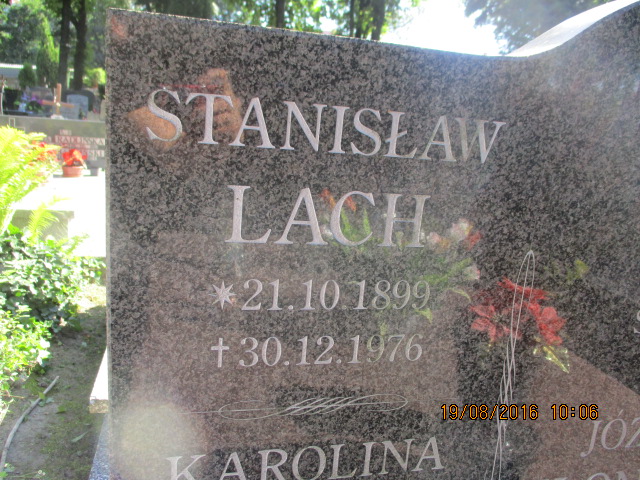 STANISŁAW
LACH
✶ 21.10 1899
† 30.12.1976
KAROLINA
19/08/2016 10:06